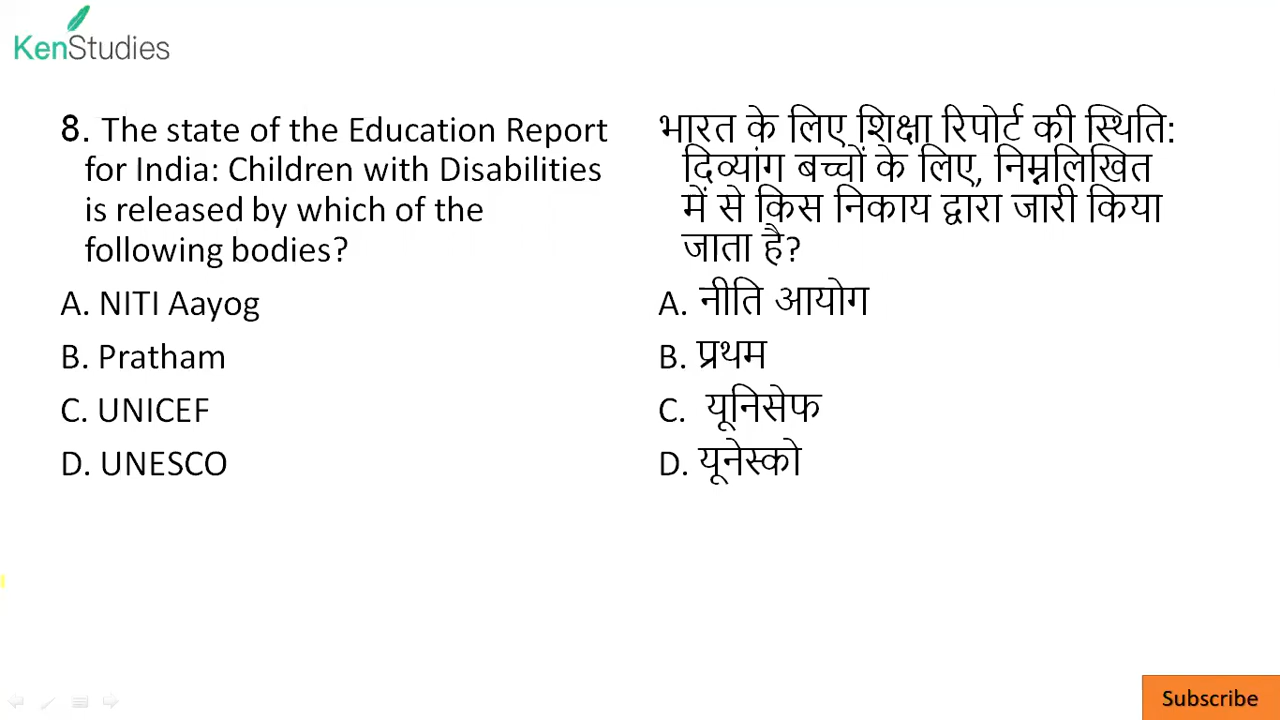 KenStudies
8. The state of the Education Report
for India: Children with Disabilities
is released by which of the
following bodies?
A. NITI Aayog
B. Pratham
C. UNICEF
D. UNESCO
भारत के लिए शिक्षा रिपोर्ट की स्थिति:
दिव्यांग बच्चों के लिए, निम्नलिखित
में से किस निकाय द्वारा जारी किया
जाता है?
A. नीति आयोग
B. प्रथम
C. यूनिसेफ
D. यूनेस्को
Subscribe